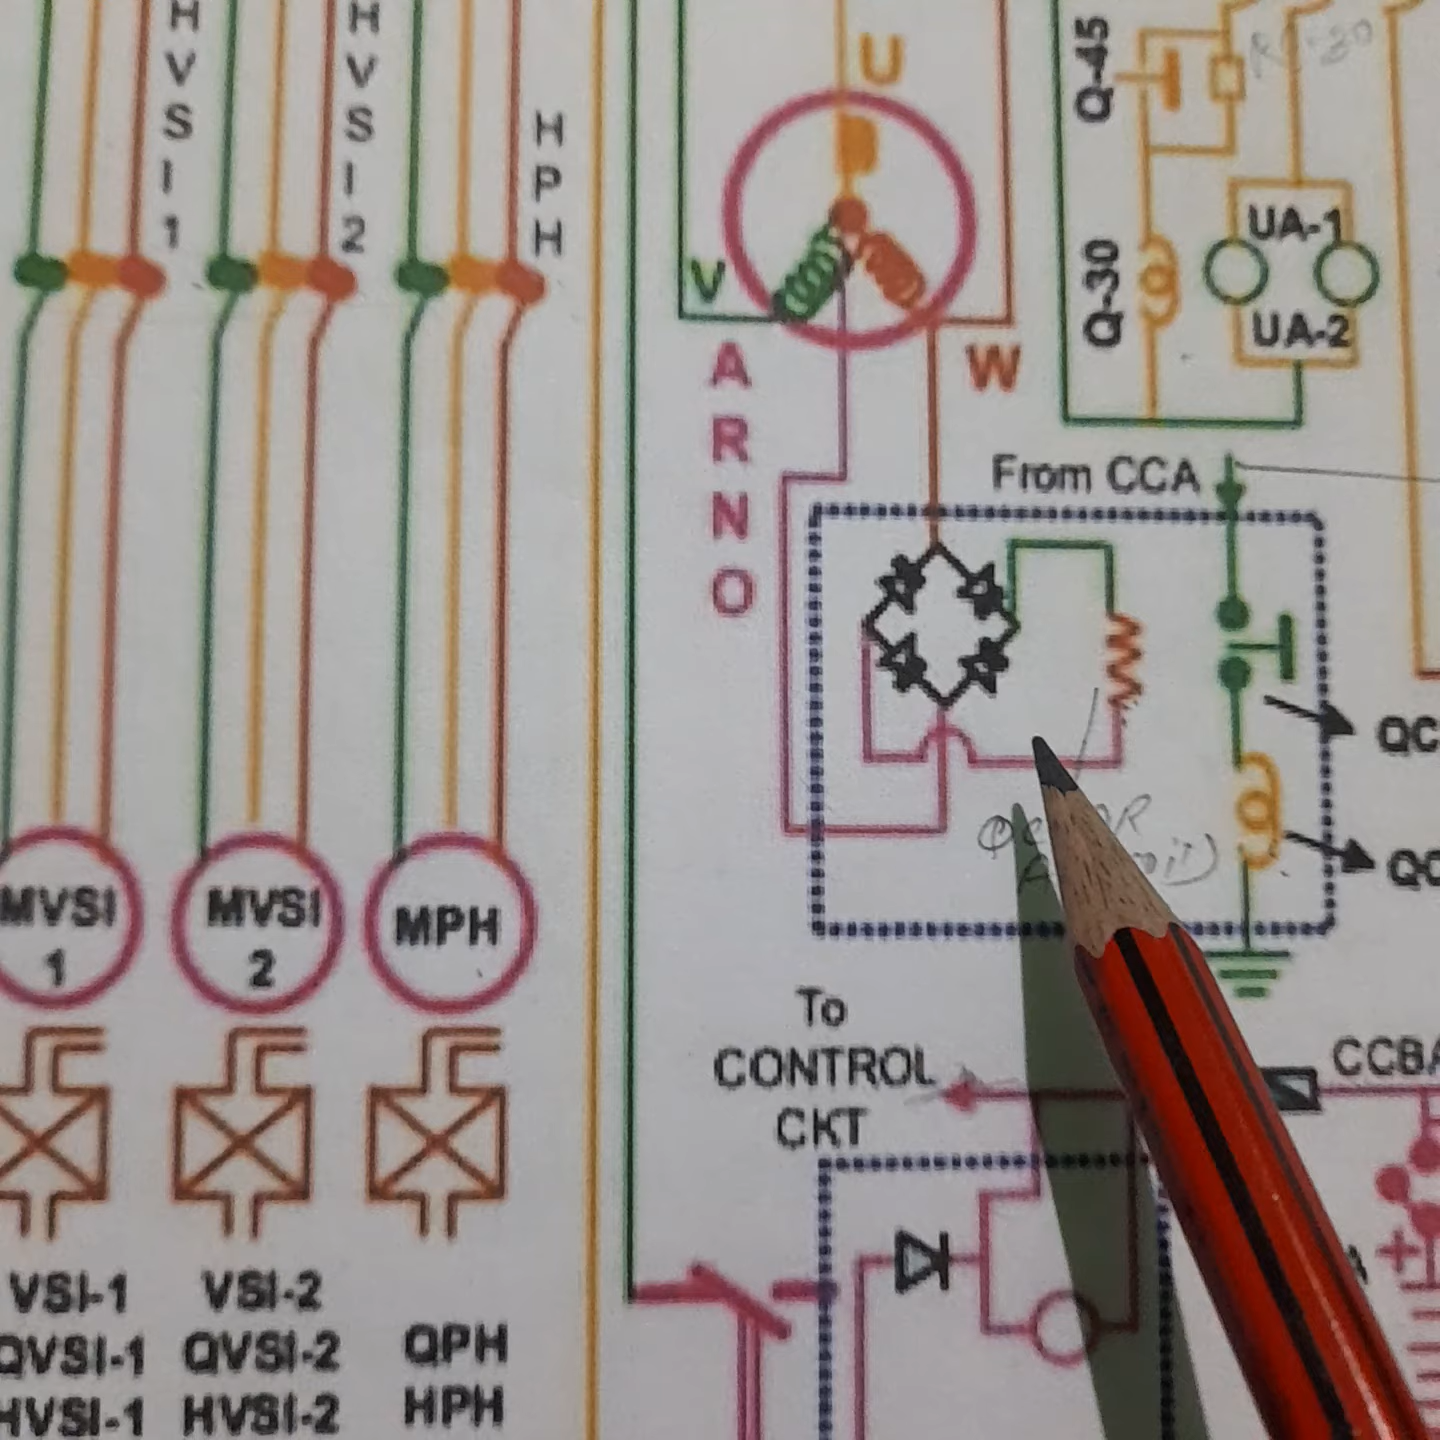 HVSI1
HVSI2
HPH
U
V
W
ARNO
Q-45
Q-30
UA-1
UA-2
From CCA
QC
MVSI
1
MVSI
2
MPH
To
CONTROL
CKT
CCBA
VSI-1
QVSI-1
HVSI-1
VSI-2
QVSI-2
HVSI-2
QPH
HPH
+